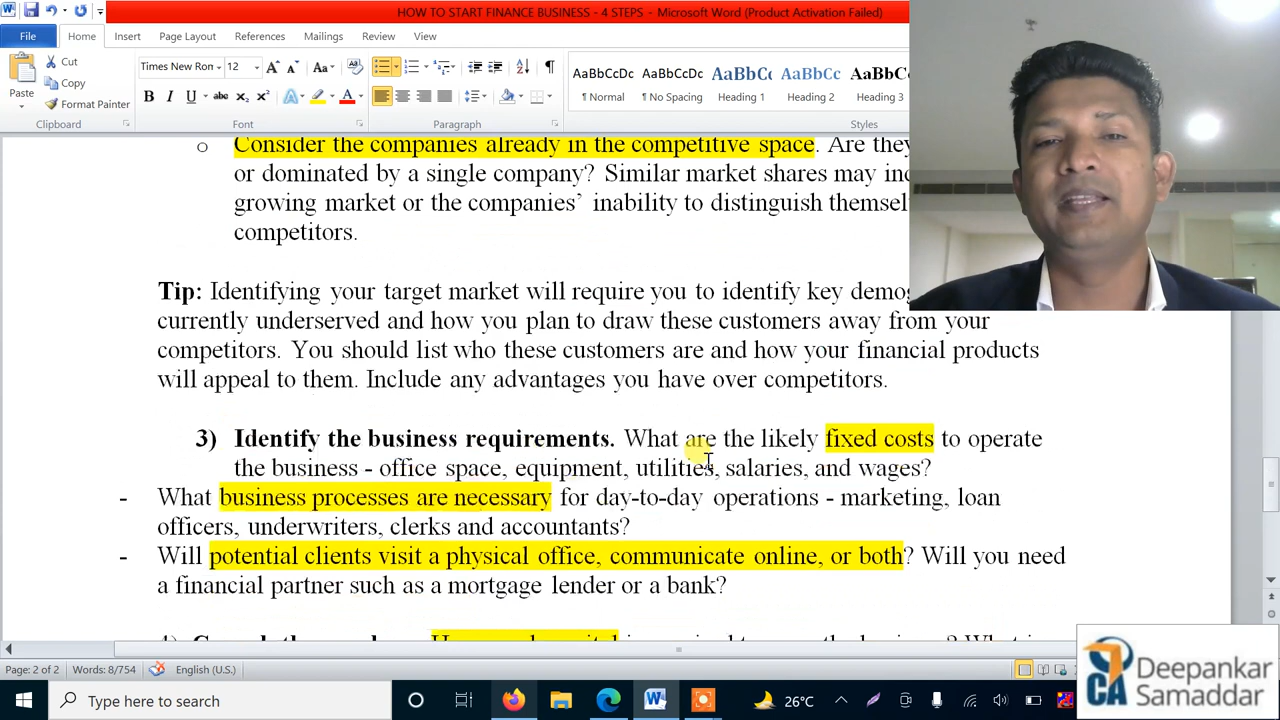 HOW TO START FINANCE BUSINESS - 4 STEPS - Microsoft Word (Product Activation Failed)
File Home Insert Page Layout References Mailings Review View
Paste
Cut
Copy
Format Painter
Clipboard
Times New Ron 12
Aa
B I U abc x₂ x²
Font
Paragraph
AaBbCcDc AaBbCcDc AaBbCc AaBbCc AaBbCc
¶ Normal ¶ No Spacing Heading 1 Heading 2 Heading 3
Styles
o Consider the companies already in the competitive space. Are they
or dominated by a single company? Similar market shares may
growing market or the companies’ inability to distinguish
competitors.
Tip: Identifying your target market will require you to identify key
currently underserved and how you plan to draw these customers away from your
competitors. You should list who these customers are and how your financial products
will appeal to them. Include any advantages you have over competitors.
3) Identify the business requirements. What are the likely fixed costs to operate
the business - office space, equipment, utilities, salaries, and wages?
- What business processes are necessary for day-to-day operations - marketing, loan
officers, underwriters, clerks and accountants?
- Will potential clients visit a physical office, communicate online, or both? Will you need
a financial partner such as a mortgage lender or a bank?
Page: 2 of 2 Words: 8/754 English (U.S.)
Type here to search
26°C
CA Deepankar
Samaddar